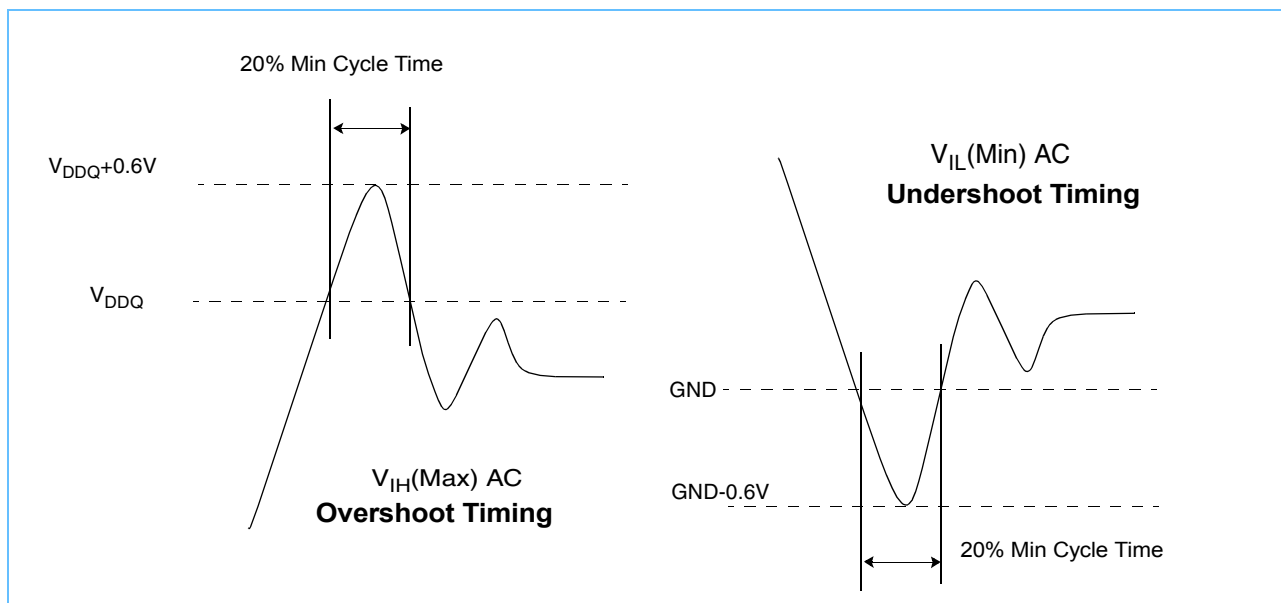 20% Min Cycle Time
VDDQ+0.6V
VDDQ
VIH(Max) AC
Overshoot Timing
VIL(Min) AC
Undershoot Timing
GND
GND-0.6V
20% Min Cycle Time